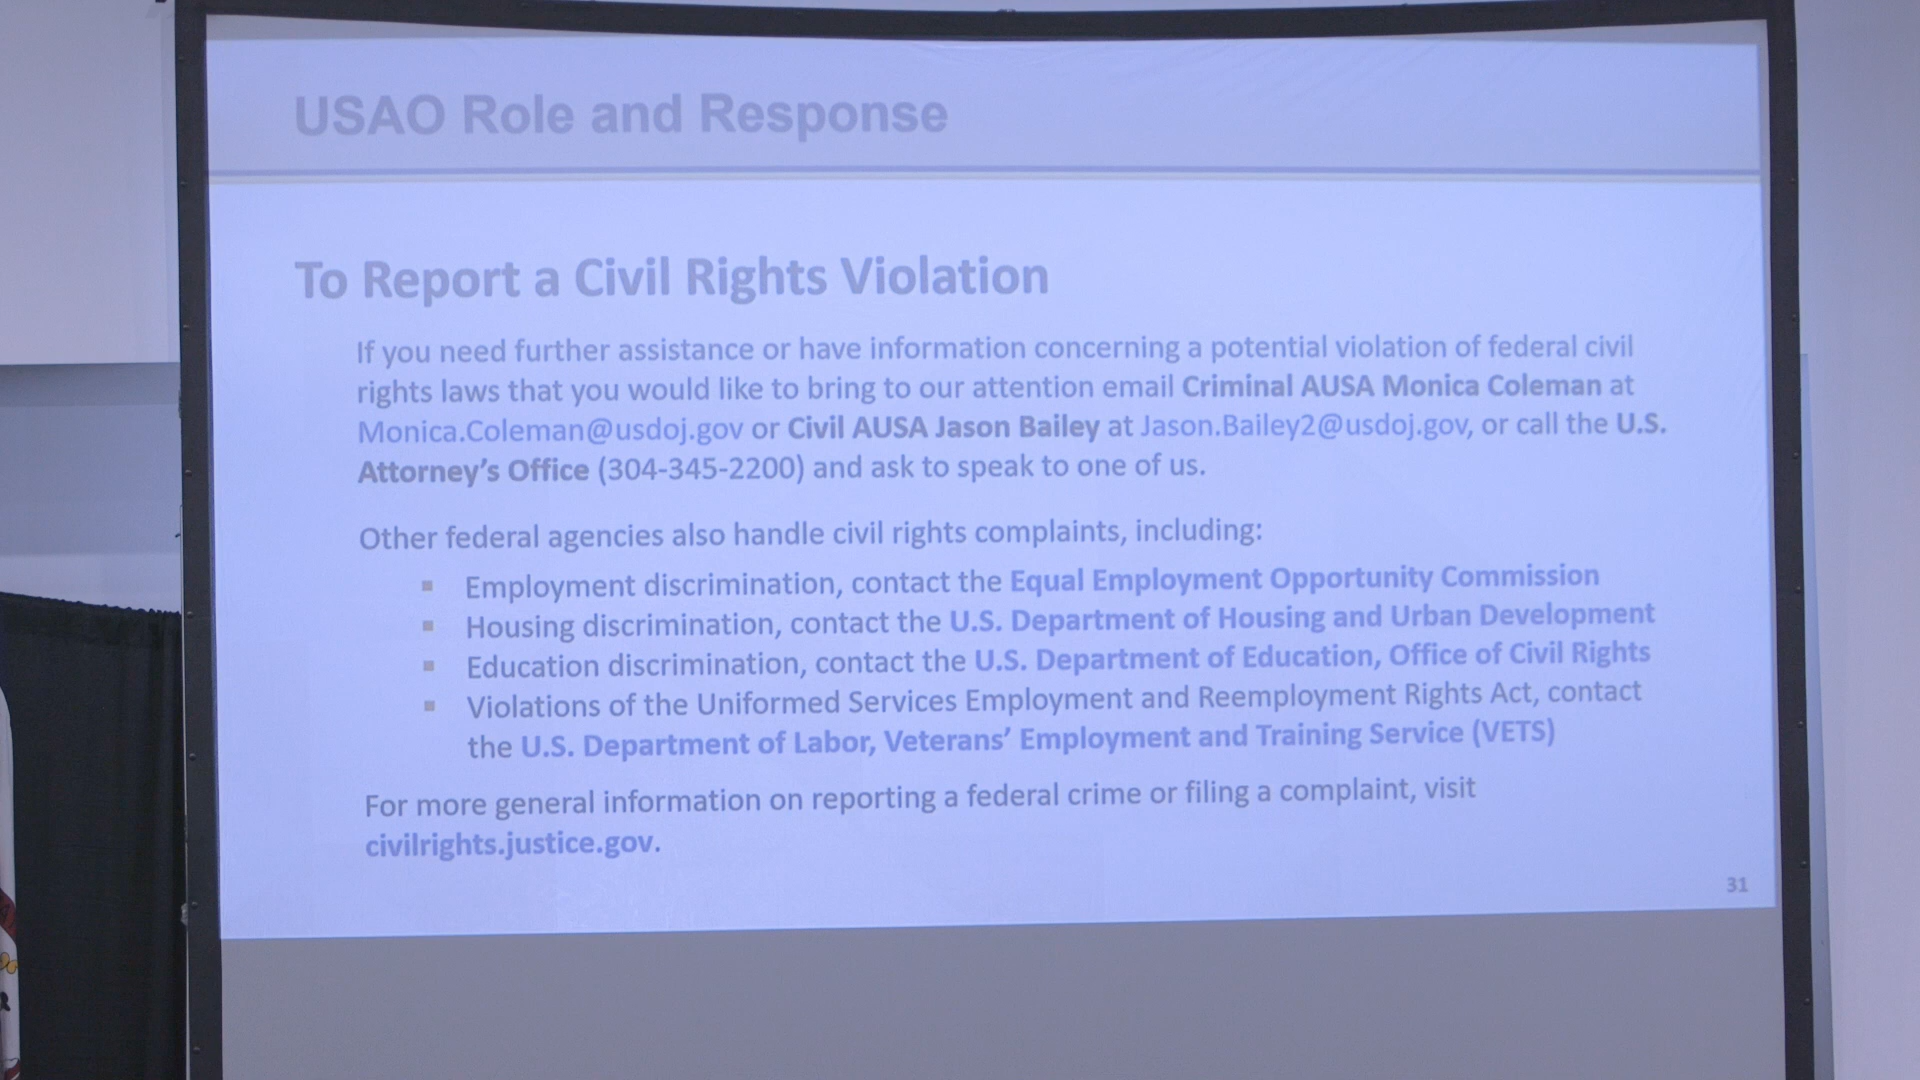 USAO Role and Response
To Report a Civil Rights Violation
If you need further assistance or have information concerning a potential violation of federal civil
rights laws that you would like to bring to our attention email Criminal AUSA Monica Coleman at
Monica.Coleman@usdoj.gov or Civil AUSA Jason Bailey at Jason.Bailey2@usdoj.gov, or call the U.S.
Attorney’s Office (304-345-2200) and ask to speak to one of us.
Other federal agencies also handle civil rights complaints, including:
▪ Employment discrimination, contact the Equal Employment Opportunity Commission
▪ Housing discrimination, contact the U.S. Department of Housing and Urban Development
▪ Education discrimination, contact the U.S. Department of Education, Office of Civil Rights
▪ Violations of the Uniformed Services Employment and Reemployment Rights Act, contact
the U.S. Department of Labor, Veterans’ Employment and Training Service (VETS)
For more general information on reporting a federal crime or filing a complaint, visit
civilrights.justice.gov.
31